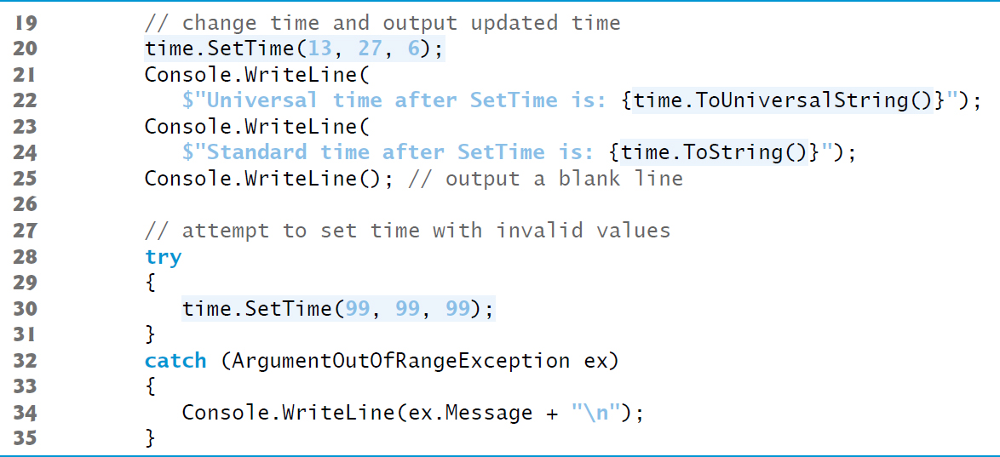 19 // change time and output updated time
20 time.SetTime(13, 27, 6);
21 Console.WriteLine(
22 $"Universal time after SetTime is: {time.ToUniversalString()}");
23 Console.WriteLine(
24 $"Standard time after SetTime is: {time.ToString()}");
25 Console.WriteLine(); // output a blank line
26
27 // attempt to set time with invalid values
28 try
29 {
30 time.SetTime(99, 99, 99);
31 }
32 catch (ArgumentOutOfRangeException ex)
33 {
34 Console.WriteLine(ex.Message + "\n");
35 }